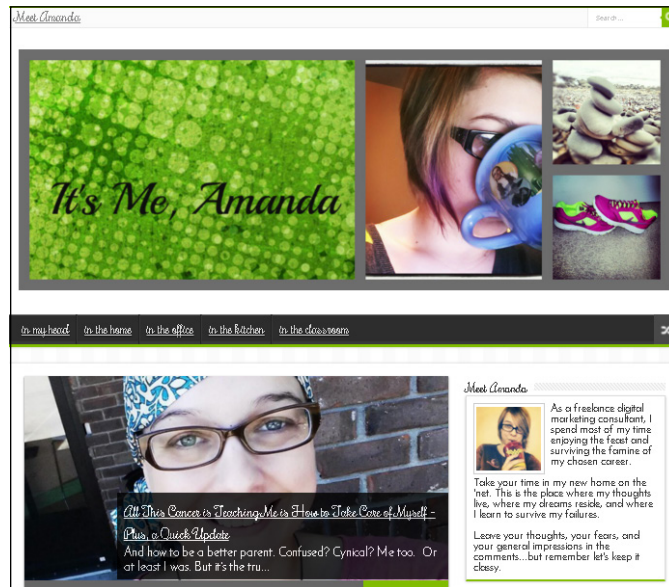 Meet Amanda
Search ...
It's Me, Amanda
in my head in the home in the office in the kitchen in the classroom
All This Cancer is Teaching Me is How to Take Care of Myself –
Plus, a Quick Update
And how to be a better parent. Confused? Cynical? Me too. Or
at least I was. But it's the tru...
Meet Amanda
As a freelance digital
marketing consultant, I
spend most of my time
enjoying the feast and
surviving the famine of
my chosen career.
Take your time in my new home on the
'net. This is the place where my thoughts
live, where my dreams reside, and where
I learn to survive my failures.
Leave your thoughts, your fears, and
your general impressions in the
comments...but remember let's keep it
classy.